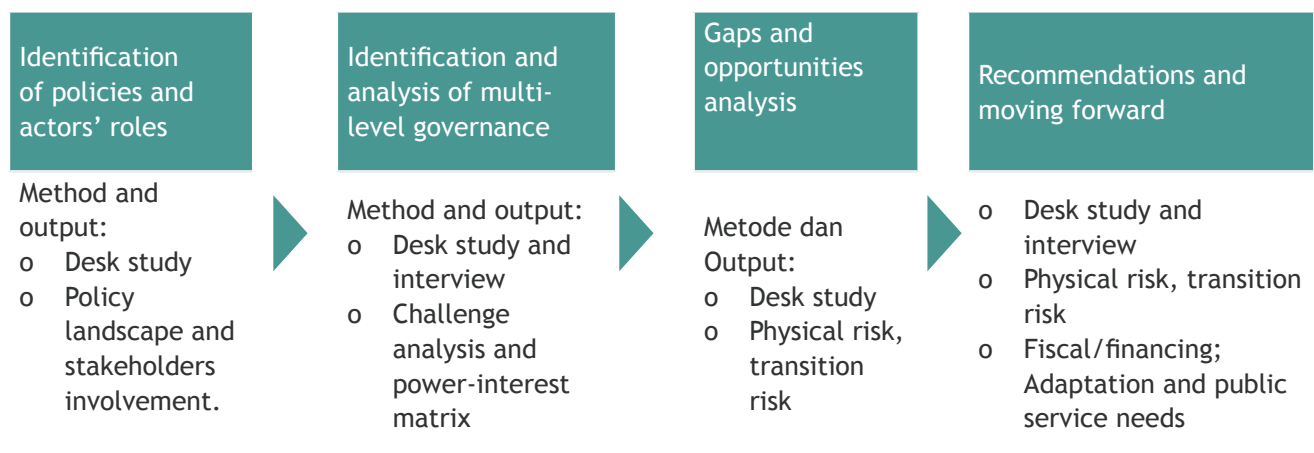 Identification
of policies and
actors’ roles
Method and
output:
o Desk study
o Policy
landscape and
stakeholders
involvement.
Identification and
analysis of multi-
level governance
Method and output:
o Desk study and
interview
o Challenge
analysis and
power-interest
matrix
Gaps and
opportunities
analysis
Metode dan
Output:
o Desk study
o Physical risk,
transition
risk
Recommendations and
moving forward
o Desk study and
interview
o Physical risk, transition
risk
o Fiscal/financing;
Adaptation and public
service needs